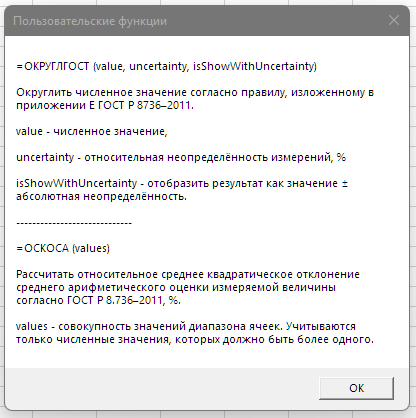 Пользовательские функции
=ОКРУГЛГОСТ (value, uncertainty, isShowWithUncertainty)
Округлить численное значение согласно правилу, изложенному в
приложении Е ГОСТ Р 8736–2011.
value - численное значение,
uncertainty - относительная неопределённость измерений, %
isShowWithUncertainty - отобразить результат как значение ±
абсолютная неопределённость.
-----------------------------
=ОСКОСА (values)
Рассчитать относительное среднее квадратическое отклонение
среднего арифметического оценки измеряемой величины
согласно ГОСТ Р 8.736–2011, %.
values - совокупность значений диапазона ячеек. Учитываются
только численные значения, которых должно быть более одного.
ОК